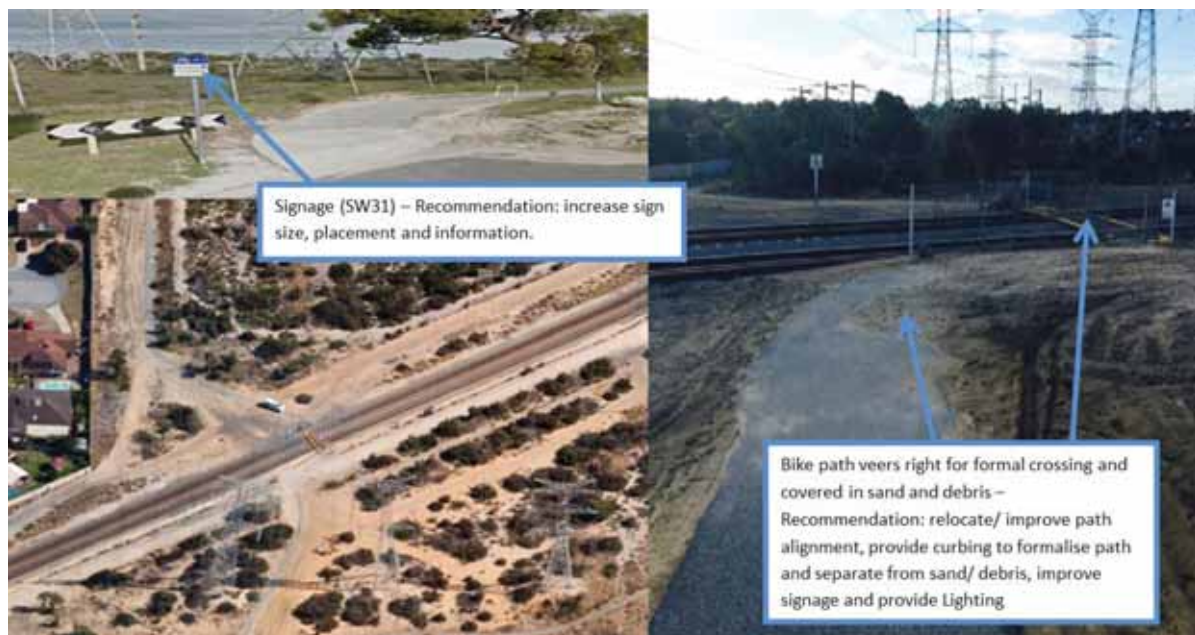 Signage (SW31) – Recommendation: increase sign
size, placement and information.
Bike path veers right for formal crossing and
covered in sand and debris –
Recommendation: relocate/ improve path
alignment, provide curbing to formalise path
and separate from sand/ debris, improve
signage and provide Lighting